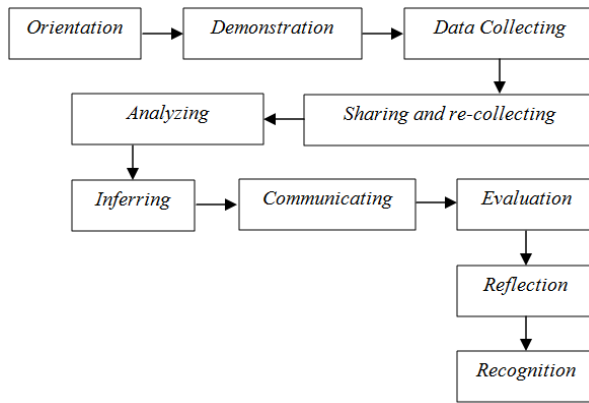 Orientation
Demonstration
Data Collecting
Sharing and re-collecting
Analyzing
Inferring
Communicating
Evaluation
Reflection
Recognition